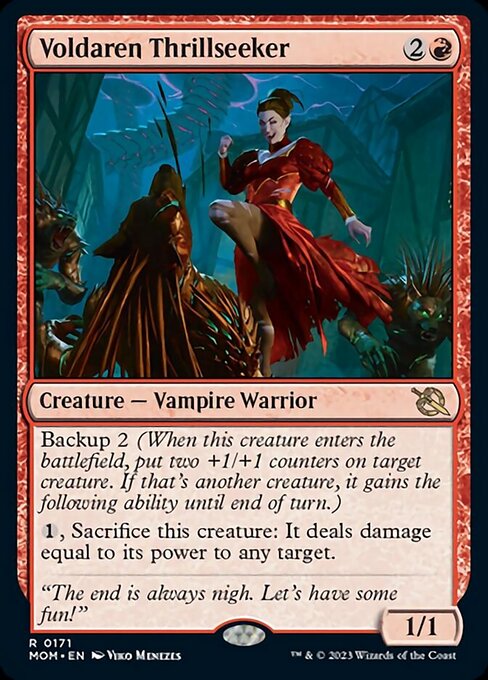 Voldaren Thrillseeker 2
Creature — Vampire Warrior
Backup 2 (When this creature enters the
battlefield, put two +1/+1 counters on target
creature. If that's another creature, it gains the
following ability until end of turn.)
1, Sacrifice this creature: It deals damage
equal to its power to any target.
"The end is always nigh. Let's have some
fun!"
1/1
R 0171
MOM • EN Viko Menezes
™ & © 2023 Wizards of the Coast